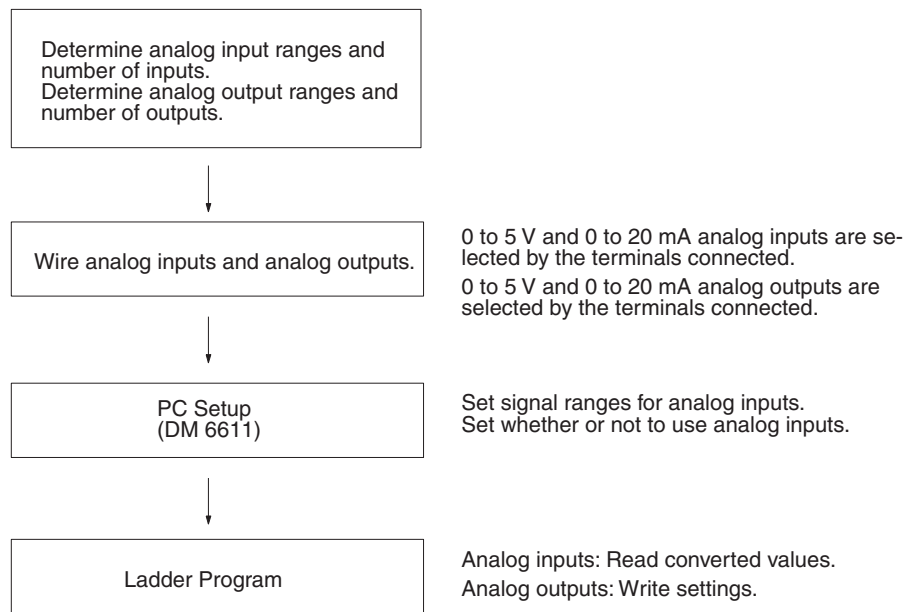 Determine analog input ranges and
number of inputs.
Determine analog output ranges and
number of outputs.
Wire analog inputs and analog outputs.
0 to 5 V and 0 to 20 mA analog inputs are se-
lected by the terminals connected.
0 to 5 V and 0 to 20 mA analog outputs are
selected by the terminals connected.
PC Setup
(DM 6611)
Set signal ranges for analog inputs.
Set whether or not to use analog inputs.
Ladder Program
Analog inputs: Read converted values.
Analog outputs: Write settings.